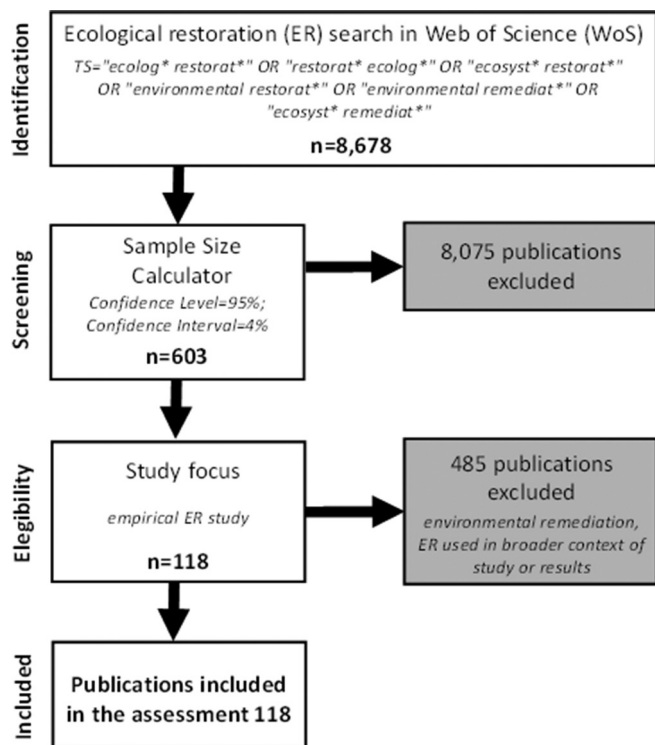 Identification
Ecological restoration (ER) search in Web of Science (WoS)
TS="ecolog* restorat*" OR "restorat* ecolog*" OR "ecosyst* restorat*"
OR "environmental restorat*" OR "environmental remediat*" OR
"ecosyst* remediat*"
n=8,678
Screening
Sample Size
Calculator
Confidence Level=95%;
Confidence Interval=4%
n=603
8,075 publications
excluded
Elegibility
Study focus
empirical ER study
n=118
485 publications
excluded
environmental remediation,
ER used in broader context of
study or results
Included
Publications included
in the assessment 118